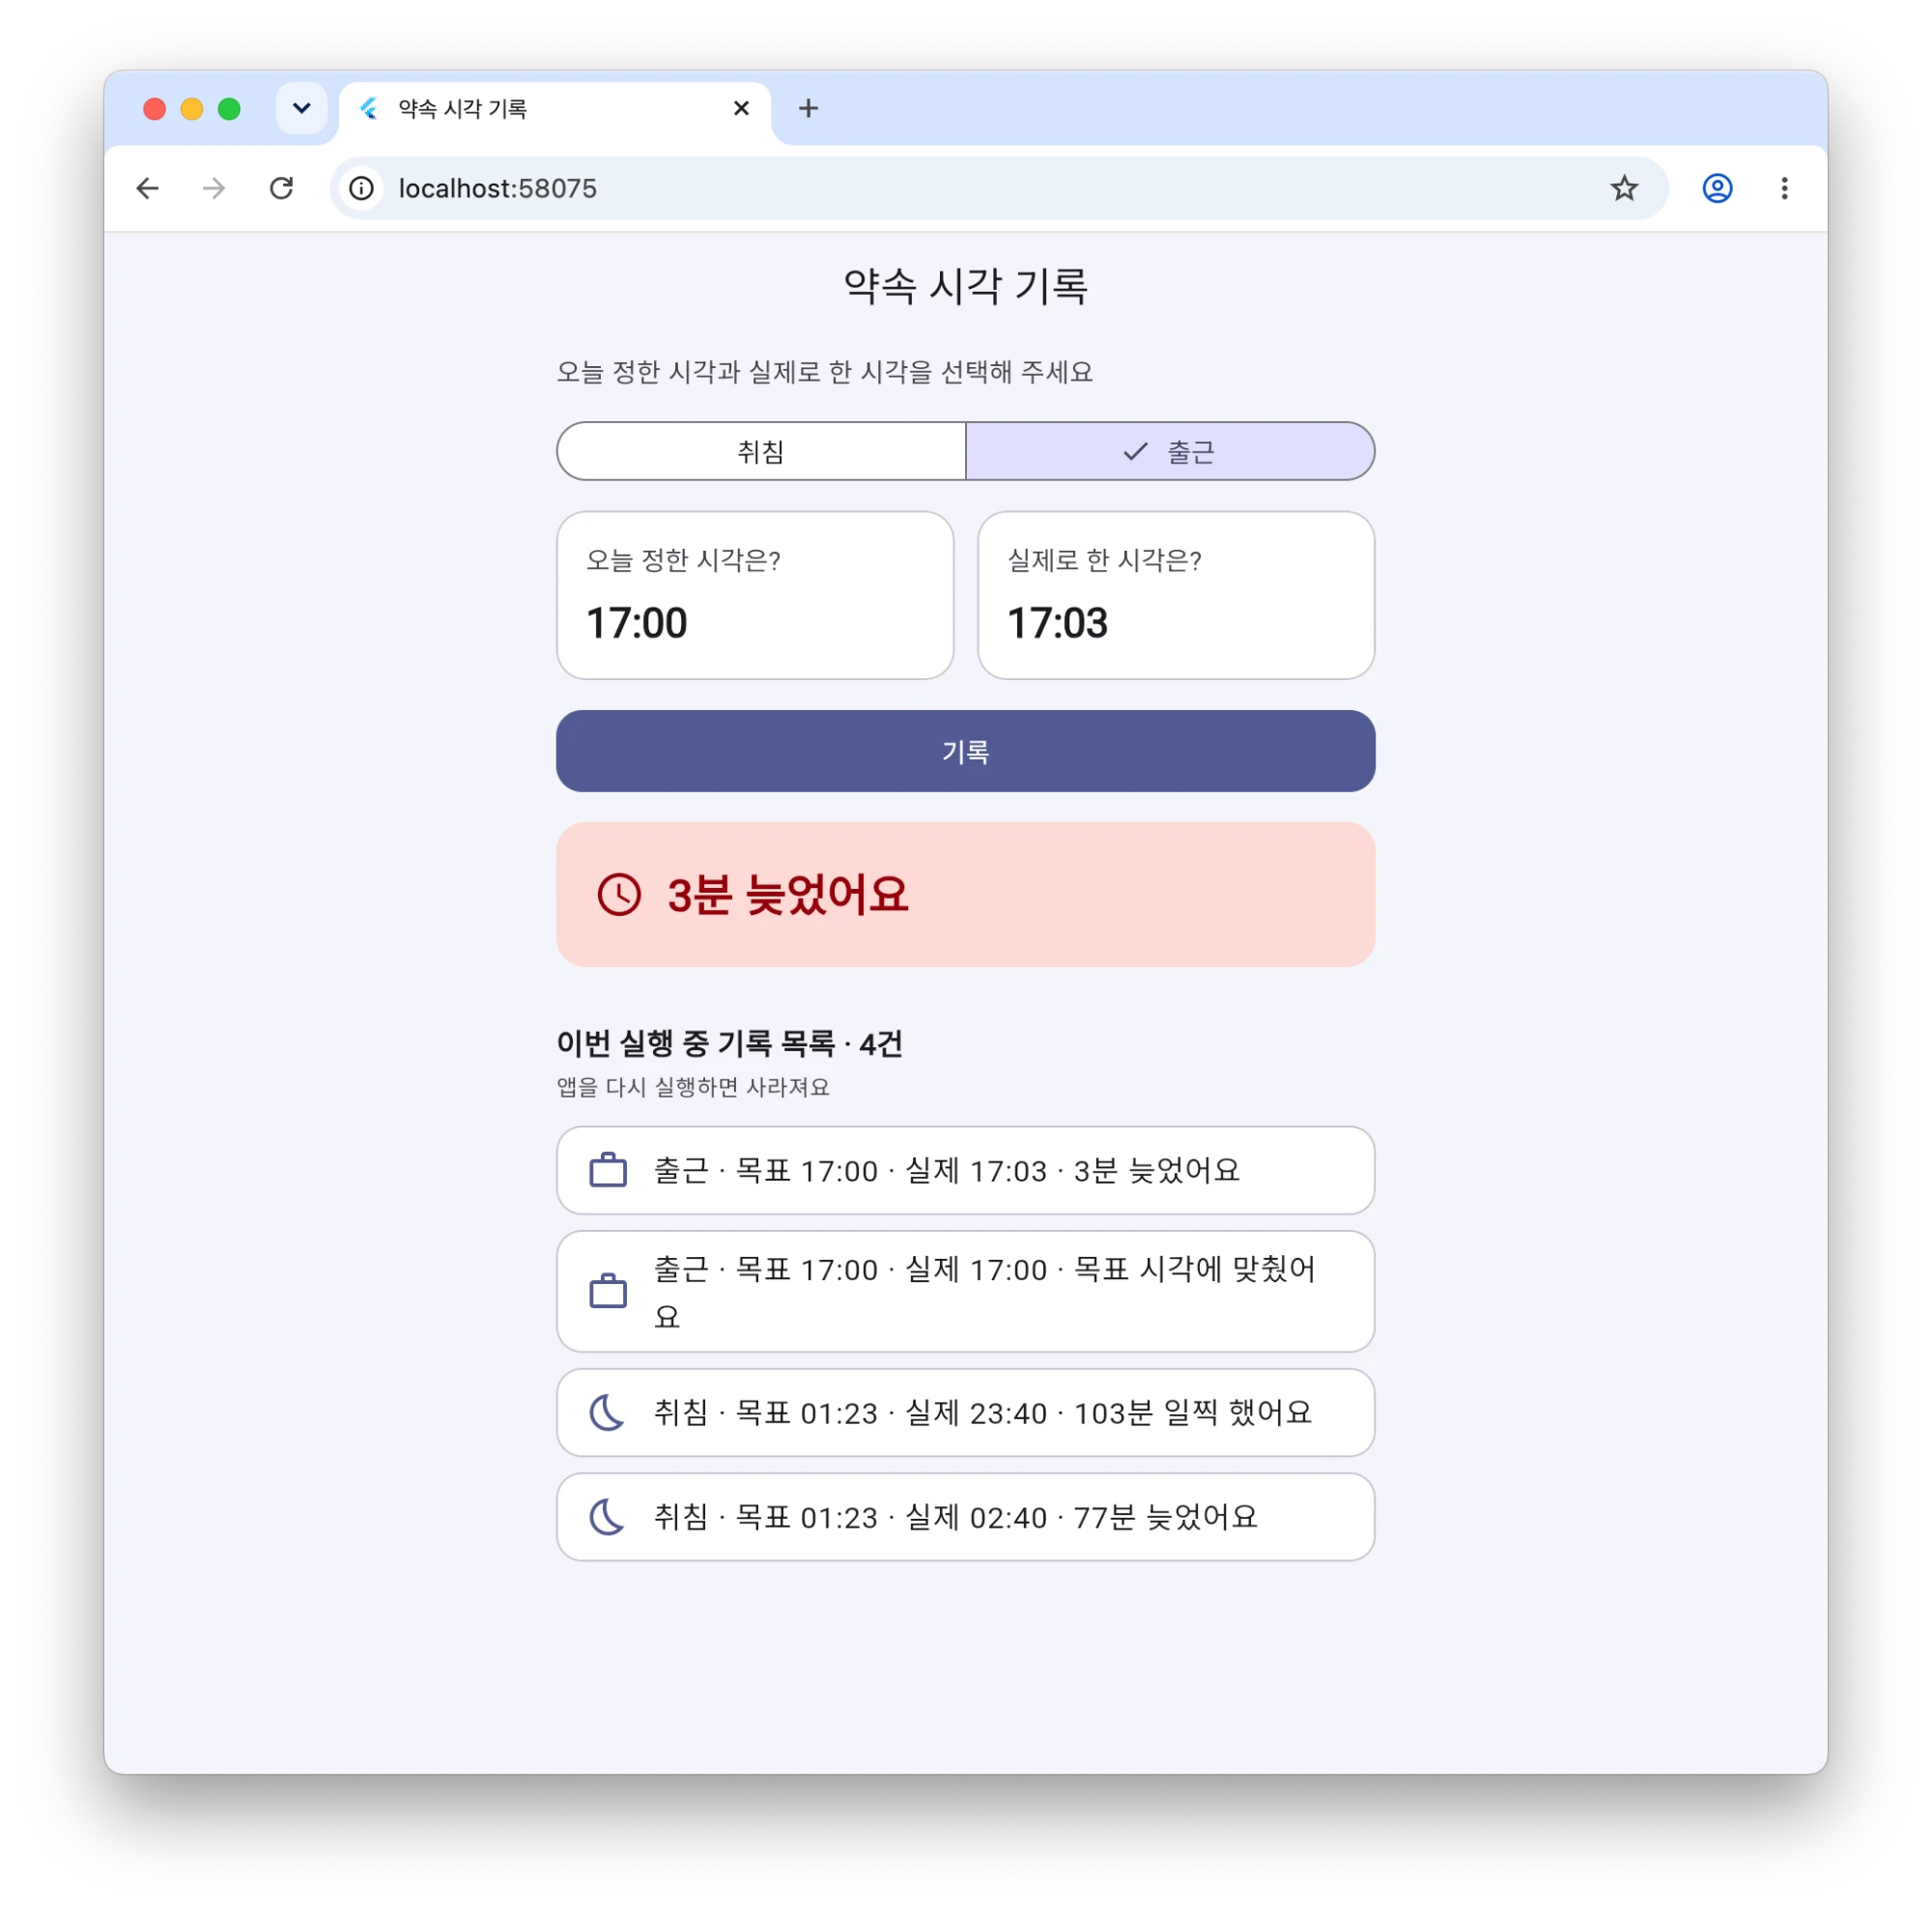 약속 시각 기록
localhost:58075
약속 시각 기록
오늘 정한 시각과 실제로 한 시각을 선택해 주세요
취침
출근
오늘 정한 시각은?
17:00
실제로 한 시각은?
17:03
기록
3분 늦었어요
이번 실행 중 기록 목록 · 4건
앱을 다시 실행하면 사라져요
출근 · 목표 17:00 · 실제 17:03 · 3분 늦었어요
출근 · 목표 17:00 · 실제 17:00 · 목표 시각에 맞췄어
요
취침 · 목표 01:23 · 실제 23:40 · 103분 일찍 했어요
취침 · 목표 01:23 · 실제 02:40 · 77분 늦었어요